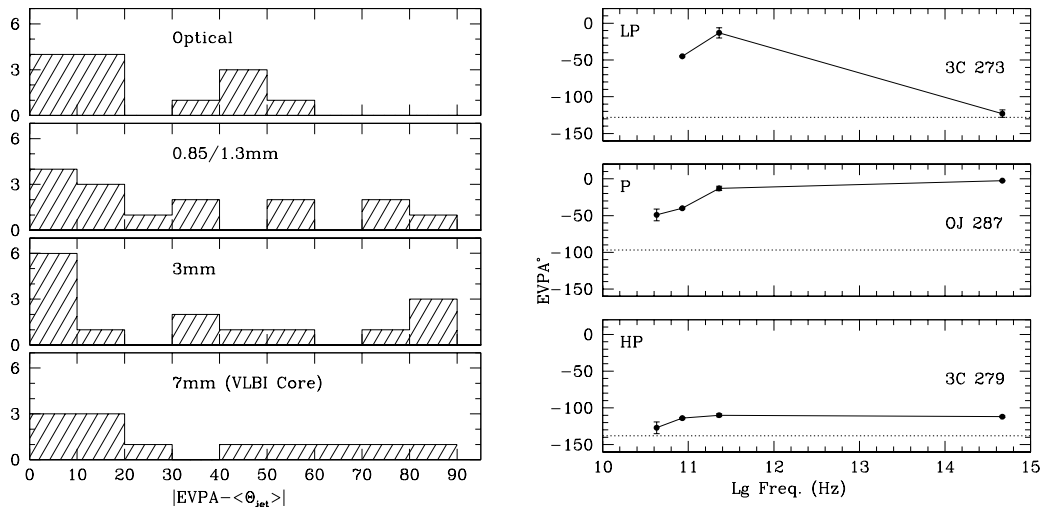 6
3
0
Optical
6
3
0
0.85/1.3mm
6
3
0
3mm
6
3
0
7mm (VLBI Core)
0 10 20 30 40 50 60 70 80 90
|EVPA-<Θjet>|
0
-50
-100
-150
LP
3C 273
0
-50
-100
-150
P
OJ 287
EVPA°
0
-50
-100
-150
HP
3C 279
10 11 12 13 14 15
Lg Freq. (Hz)